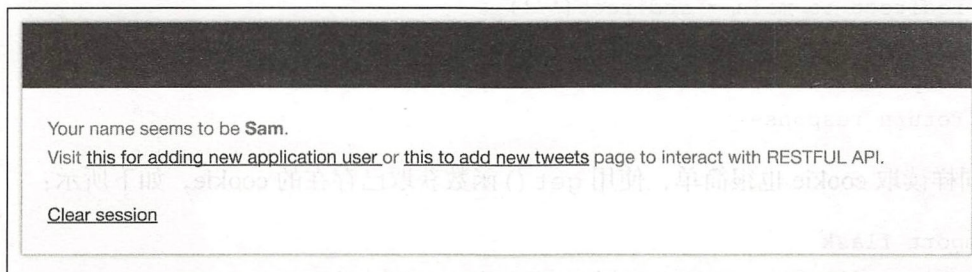 Your name seems to be Sam.
Visit this for adding new application user or this to add new tweets page to interact with RESTFUL API.
Clear session